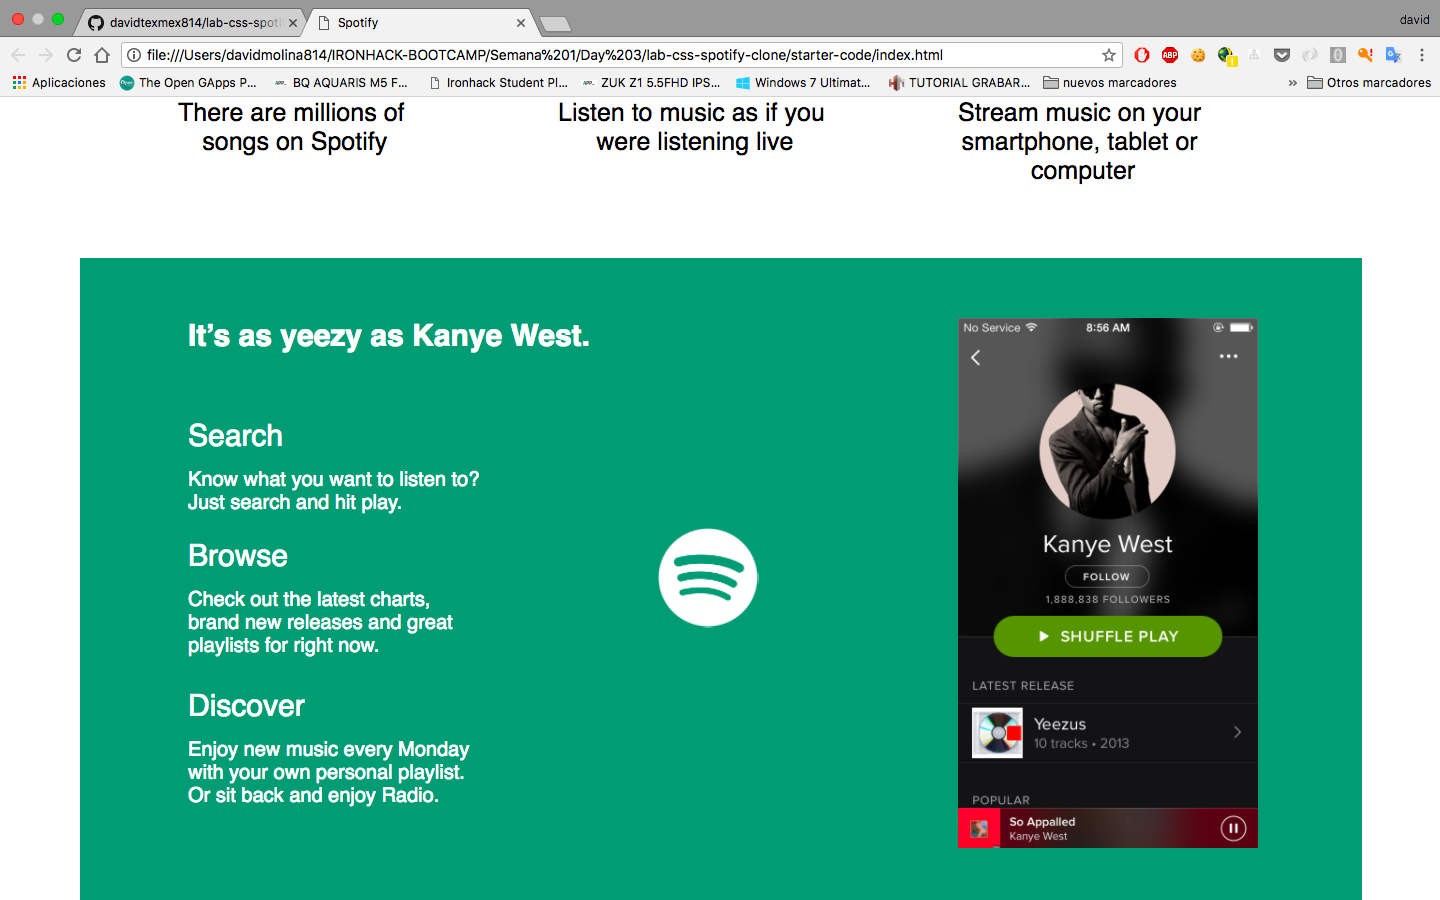 davidtexmex814/lab-css-spoti
Spotify
david
file:///Users/davidmolina814/IRONHACK-BOOTCAMP/Semana%201/Day%203/lab-css-spotify-clone/starter-code/index.html
ABP
1
Aplicaciones
Open
The Open GApps P...
BQ AQUARIS M5 F...
Ironhack Student Pl...
ZUK Z1 5.5FHD IPS...
Windows 7 Ultimat...
TUTORIAL GRABAR...
nuevos marcadores
»
Otros marcadores
There are millions of
songs on Spotify
Listen to music as if you
were listening live
Stream music on your
smartphone, tablet or
computer
It’s as yeezy as Kanye West.
Search
Know what you want to listen to?
Just search and hit play.
Browse
Check out the latest charts,
brand new releases and great
playlists for right now.
Discover
Enjoy new music every Monday
with your own personal playlist.
Or sit back and enjoy Radio.
No Service
8:56 AM
Kanye West
FOLLOW
1,888,838 FOLLOWERS
SHUFFLE PLAY
LATEST RELEASE
Yeezus
10 tracks • 2013
POPULAR
So Appalled
Kanye West